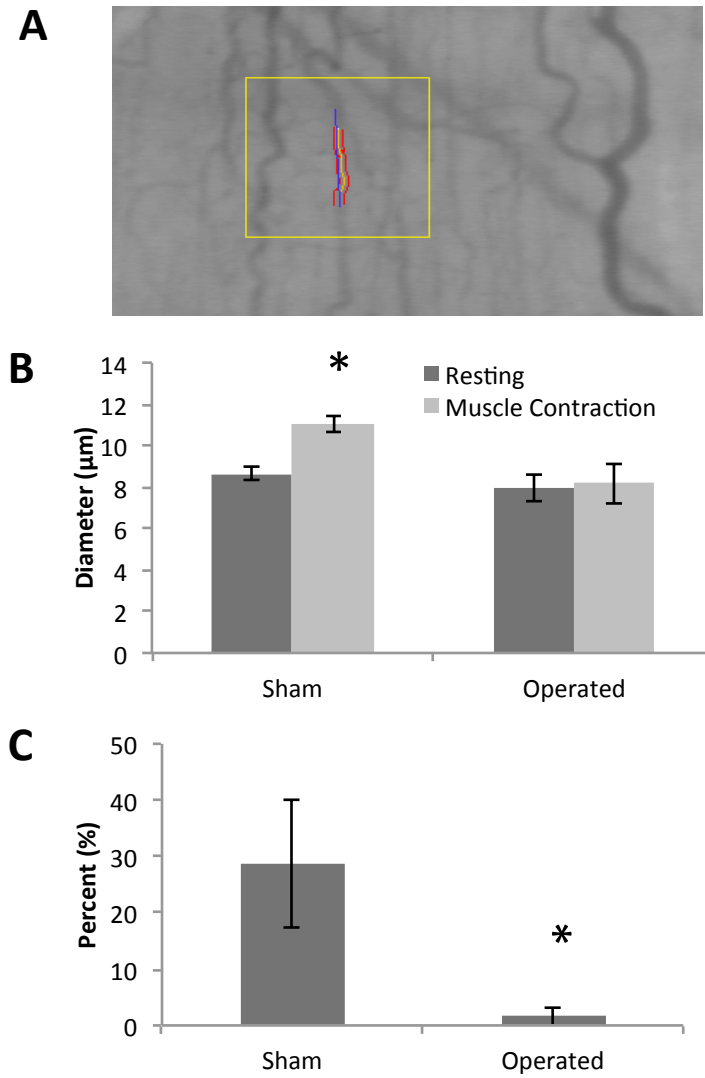 A
B
14
*
Resting
12
Muscle Contraction
10
8
6
4
2
0
Diameter (µm)
Sham
Operated
C
50
40
30
20
10
0
Percent (%)
*
Sham
Operated